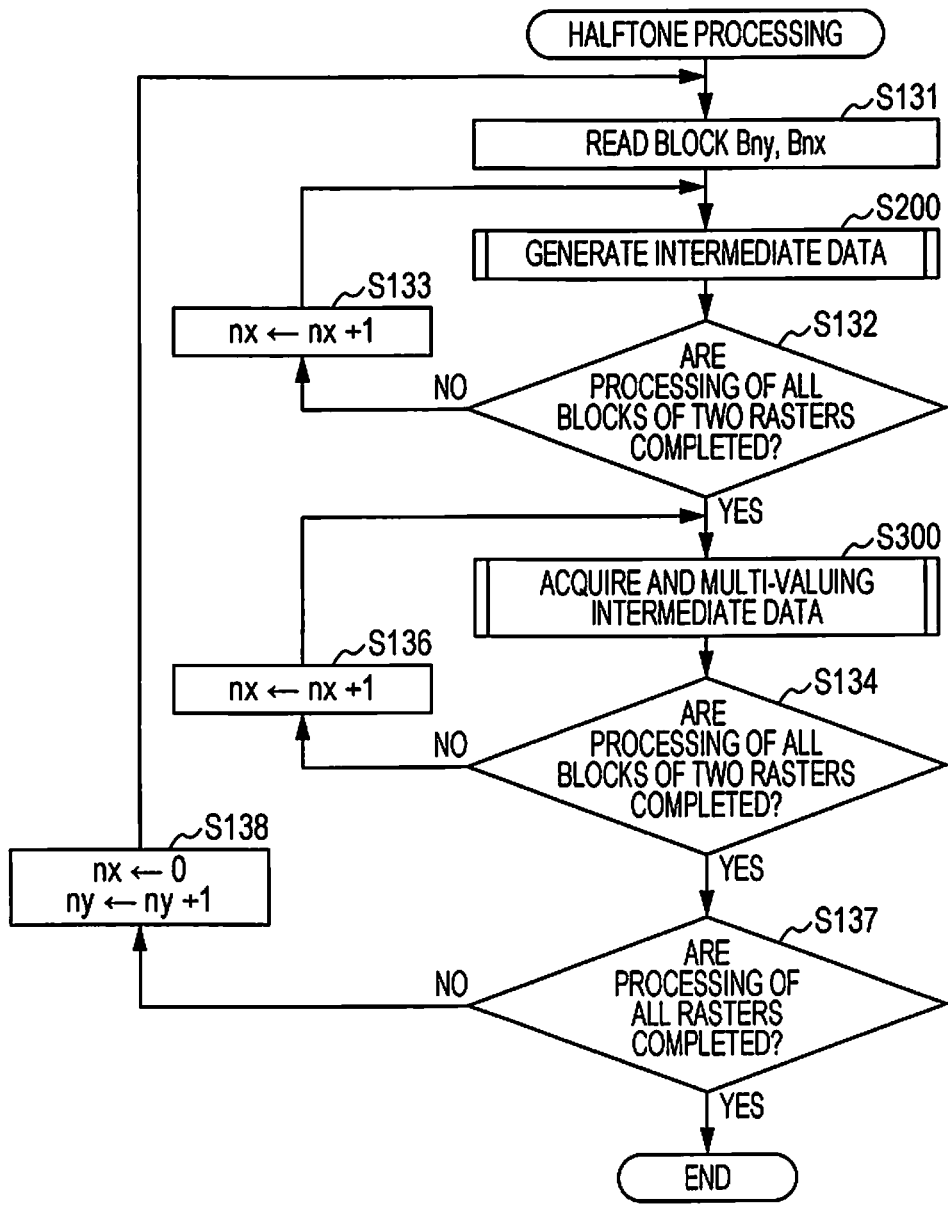 HALFTONE PROCESSING
S131
READ BLOCK Bny, Bnx
S200
GENERATE INTERMEDIATE DATA
S133
nx ← nx +1
S132
ARE
PROCESSING OF ALL
BLOCKS OF TWO RASTERS
COMPLETED?
NO
YES
S300
ACQUIRE AND MULTI-VALUING
INTERMEDIATE DATA
S136
nx ← nx +1
S134
ARE
PROCESSING OF ALL
BLOCKS OF TWO RASTERS
COMPLETED?
NO
YES
S138
nx ← 0
ny ← ny +1
S137
ARE
PROCESSING OF
ALL RASTERS
COMPLETED?
NO
YES
END